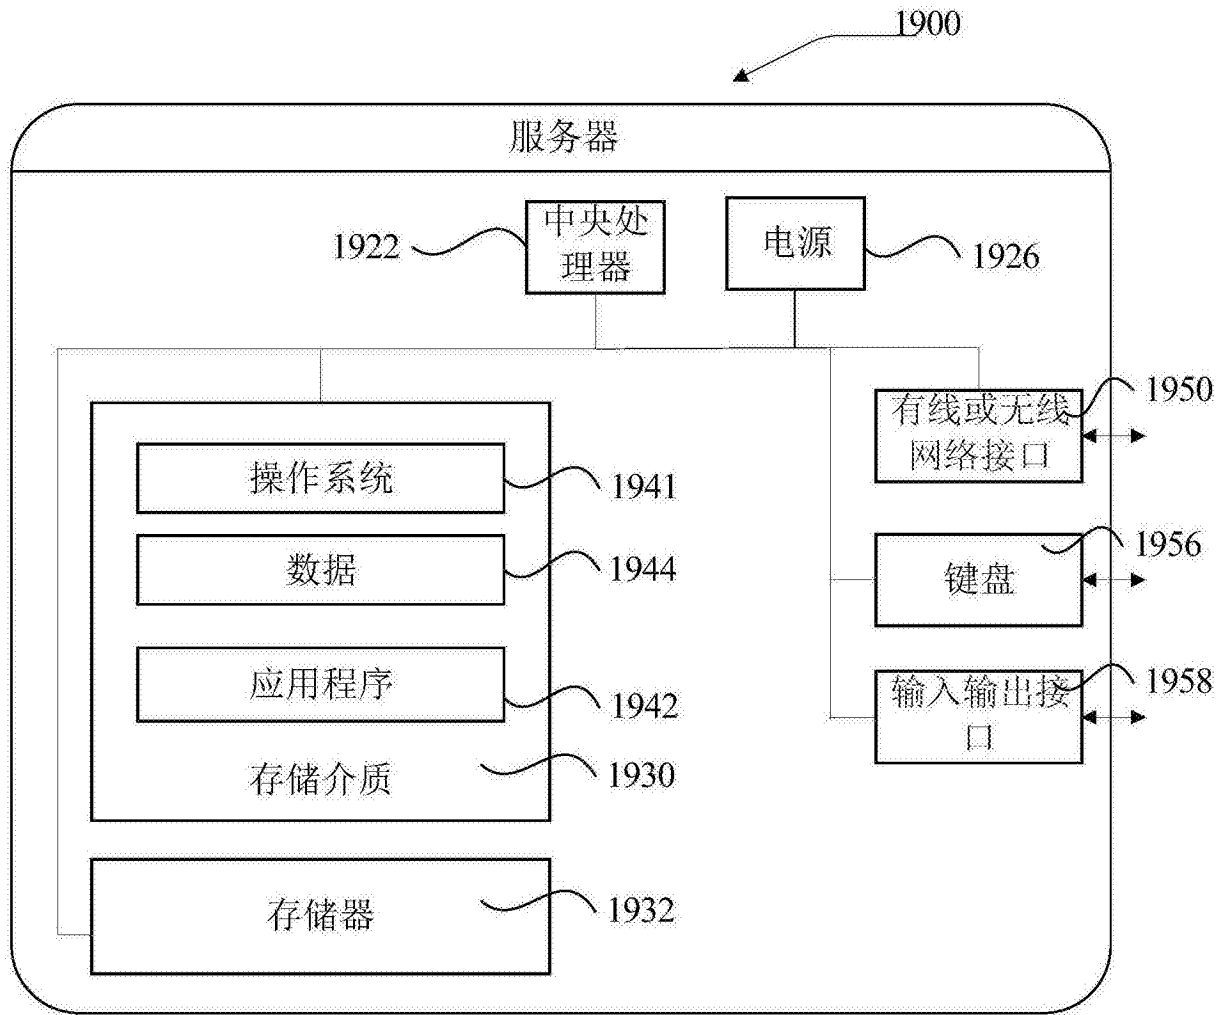 1900
服务器
1922
中央处
理器
电源
1926
有线或无线
网络接口
1950
操作系统
1941
数据
1944
键盘
1956
应用程序
1942
输入输出接
口
1958
存储介质
1930
存储器
1932